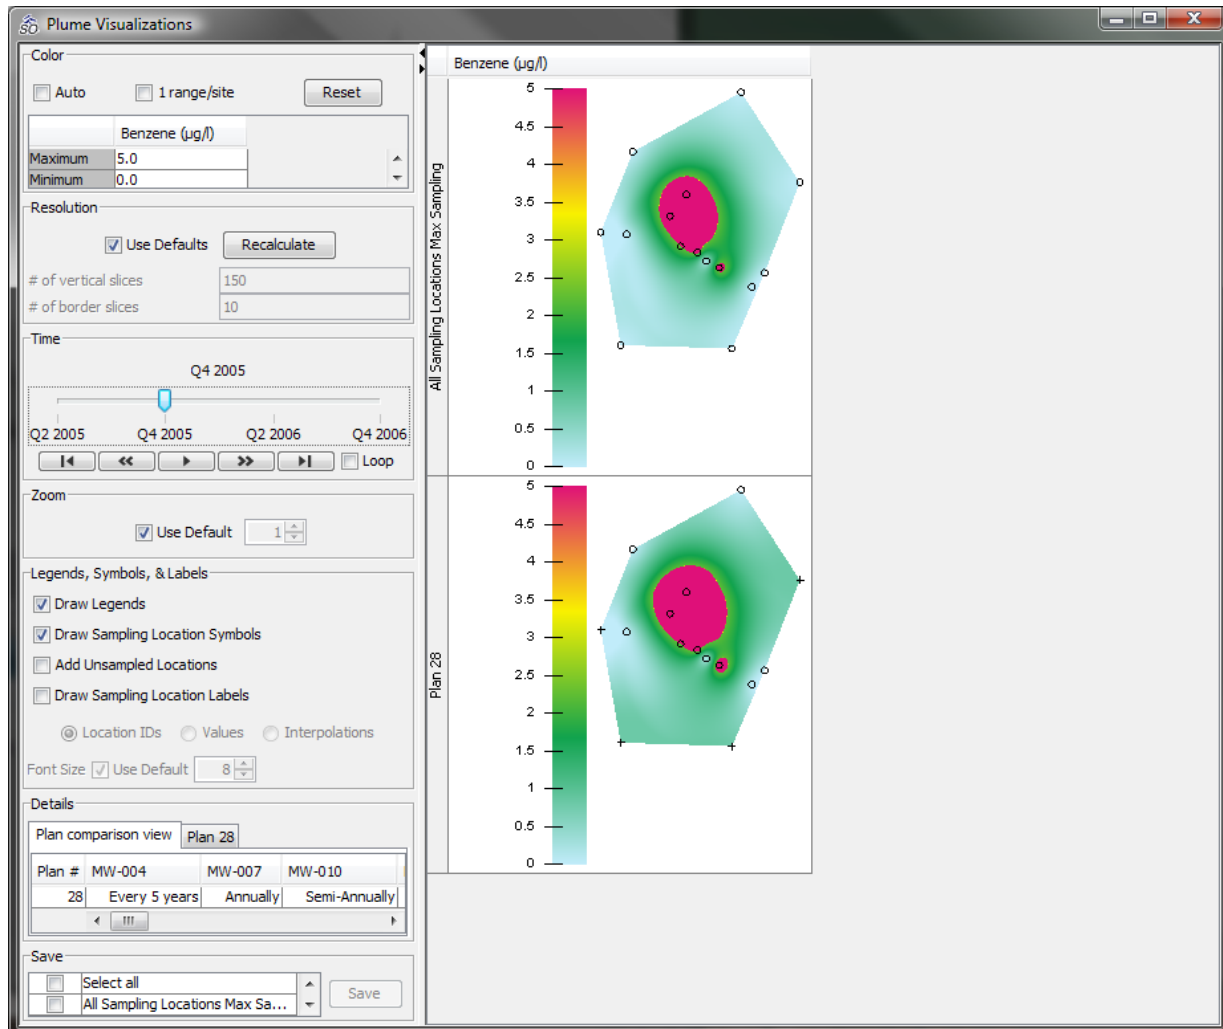 SO Plume Visualizations
Color
Auto
1 range/site
Reset
Benzene (µg/l)
Maximum 5.0
Minimum 0.0
Resolution
Use Defaults
Recalculate
# of vertical slices 150
# of border slices 10
Time
Q4 2005
Q2 2005 Q4 2005 Q2 2006 Q4 2006
Loop
Zoom
Use Default 1
Legends, Symbols, & Labels
Draw Legends
Draw Sampling Location Symbols
Add Unsampled Locations
Draw Sampling Location Labels
Location IDs Values Interpolations
Font Size Use Default 8
Details
Plan comparison view Plan 28
Plan # MW-004 MW-007 MW-010
28 Every 5 years Annually Semi-Annually
Save
Select all
All Sampling Locations Max Sa...
Save
Benzene (µg/l)
All Sampling Locations Max Sampling
5
4.5
4
3.5
3
2.5
2
1.5
1
0.5
0
Plan 28
5
4.5
4
3.5
3
2.5
2
1.5
1
0.5
0